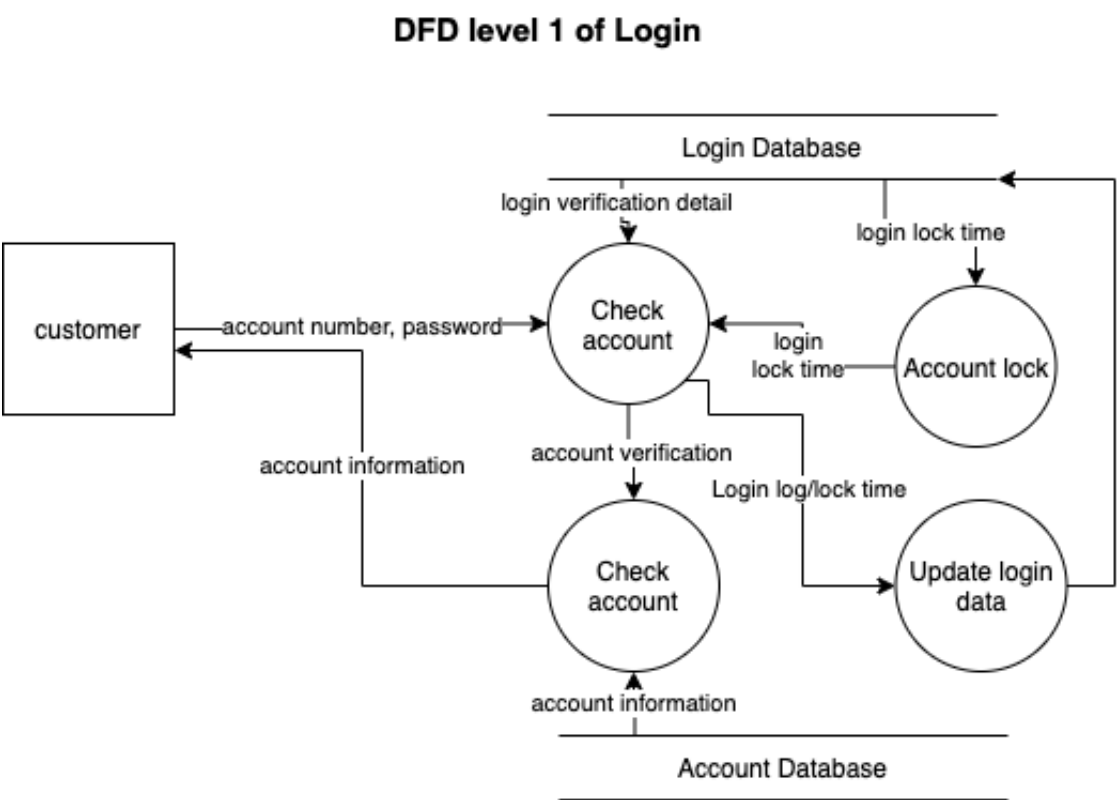 DFD level 1 of Login
Login Database
login verification detail
login lock time
customer
account number, password
Check
account
login
lock time
Account lock
account information
account verification
Login log/lock time
Check
account
Update login
data
account information
Account Database